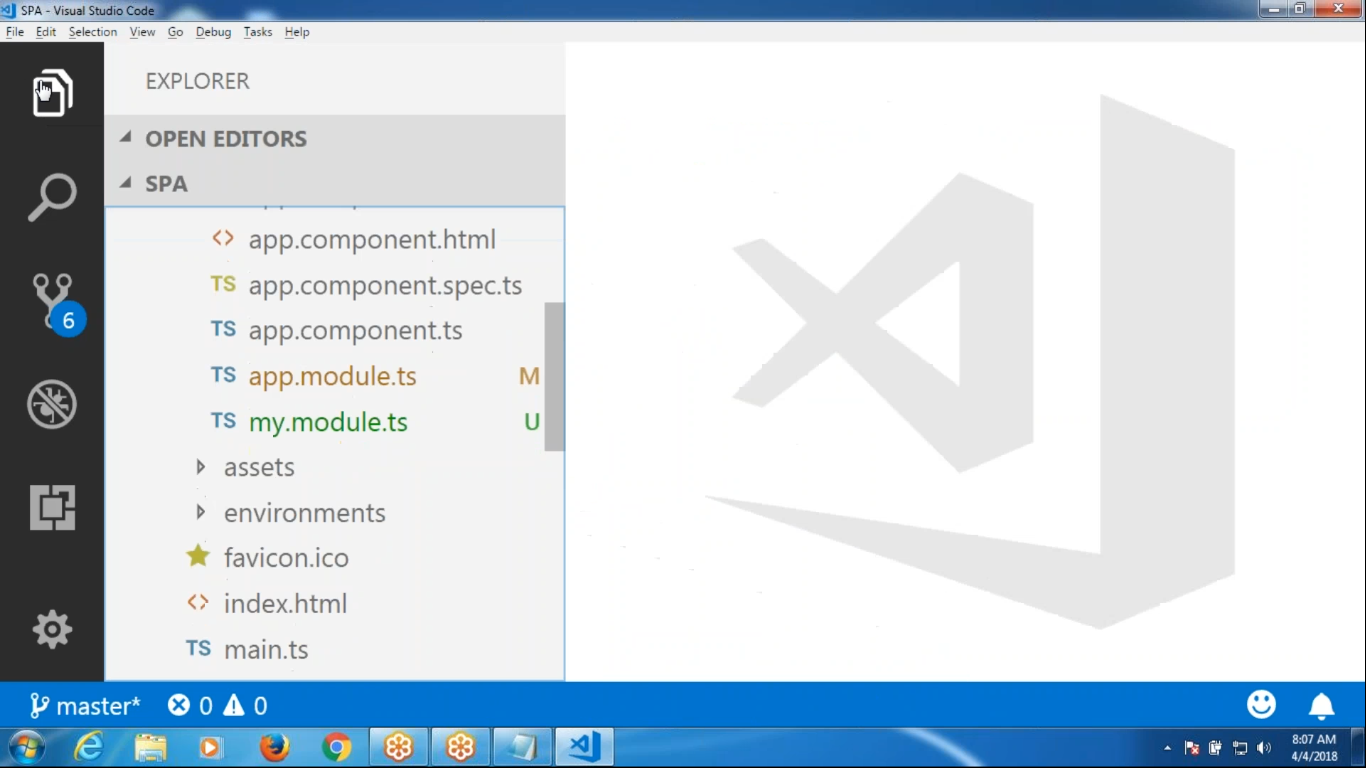 SPA - Visual Studio Code
File Edit Selection View Go Debug Tasks Help
EXPLORER
OPEN EDITORS
SPA
app.component.html
TS app.component.spec.ts
TS app.component.ts
TS app.module.ts M
TS my.module.ts U
assets
environments
favicon.ico
index.html
TS main.ts
6
master* 0 0
8:07 AM
4/4/2018